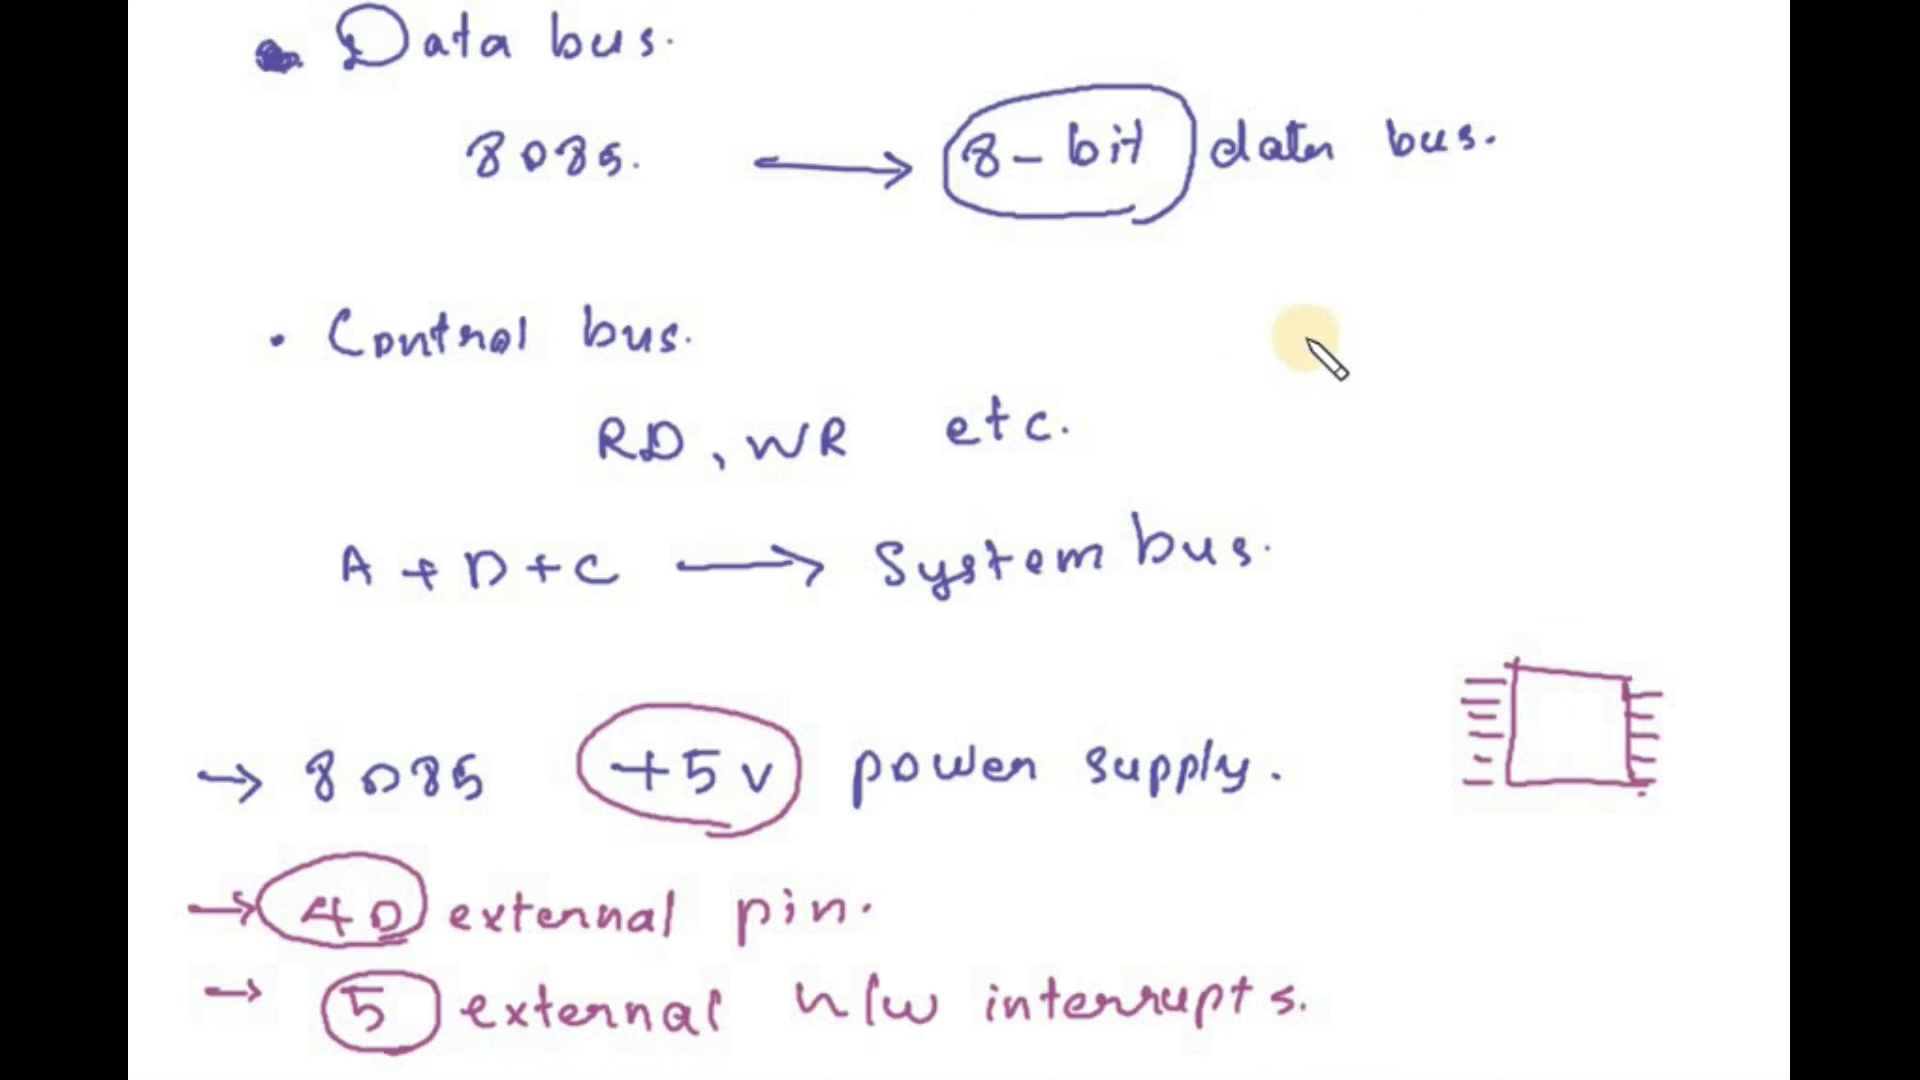 • Data bus.
8085. → 8-bit data bus.
• Control bus.
RD, WR etc.
A + D + C → System bus.
→ 8085 +5v power supply.
→ 40 external pin.
→ 5 external h/w interrupts.